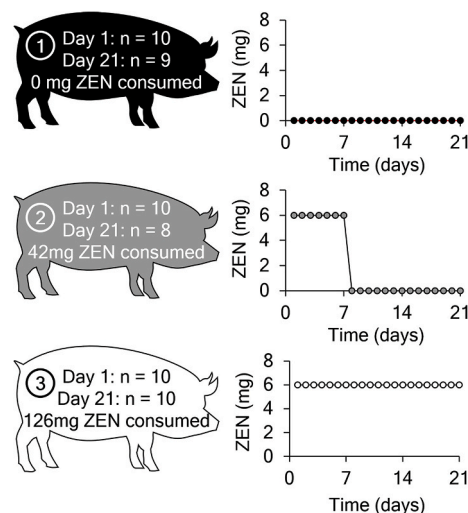 1 Day 1: n = 10
Day 21: n = 9
0 mg ZEN consumed
ZEN (mg)
8
6
4
2
0
0 7 14 21
Time (days)
2 Day 1: n = 10
Day 21: n = 8
42mg ZEN consumed
ZEN (mg)
8
6
4
2
0
0 7 14 21
Time (days)
3 Day 1: n = 10
Day 21: n = 10
126mg ZEN consumed
ZEN (mg)
8
6
4
2
0
0 7 14 21
Time (days)